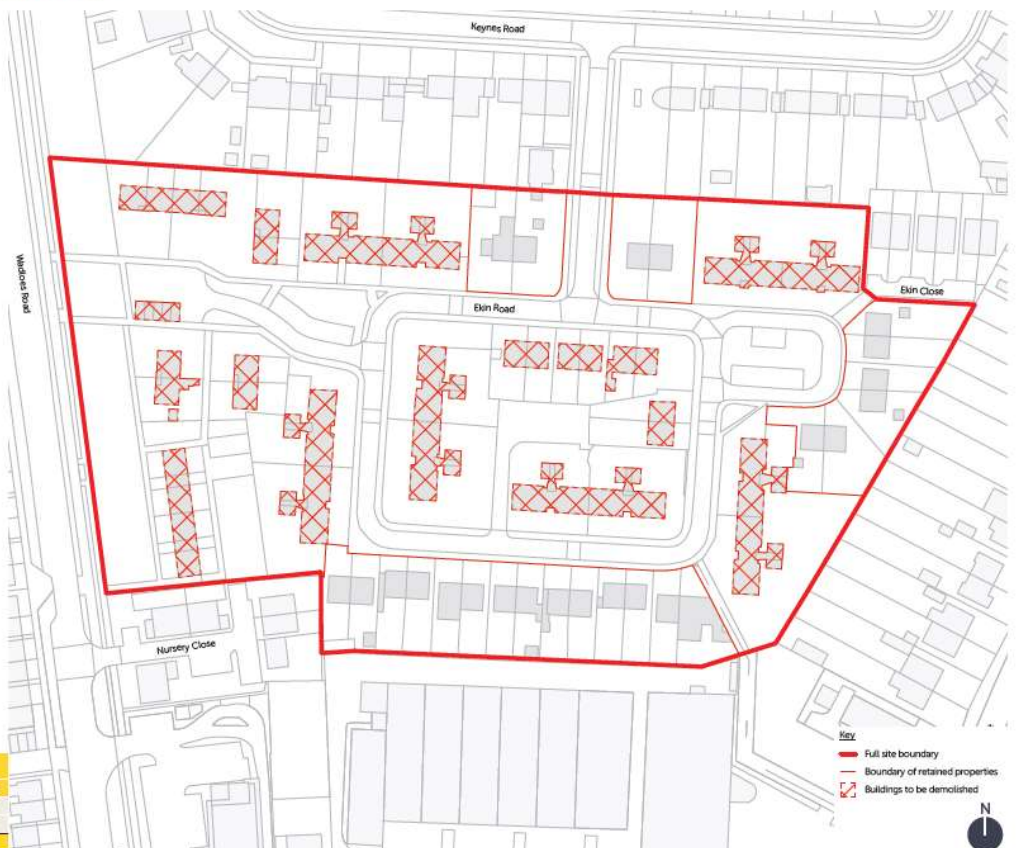 Keynes Road
Wadloes Road
Ekin Close
Ekin Road
Nursery Close
Key
Full site boundary
Boundary of retained properties
Buildings to be demolished
N